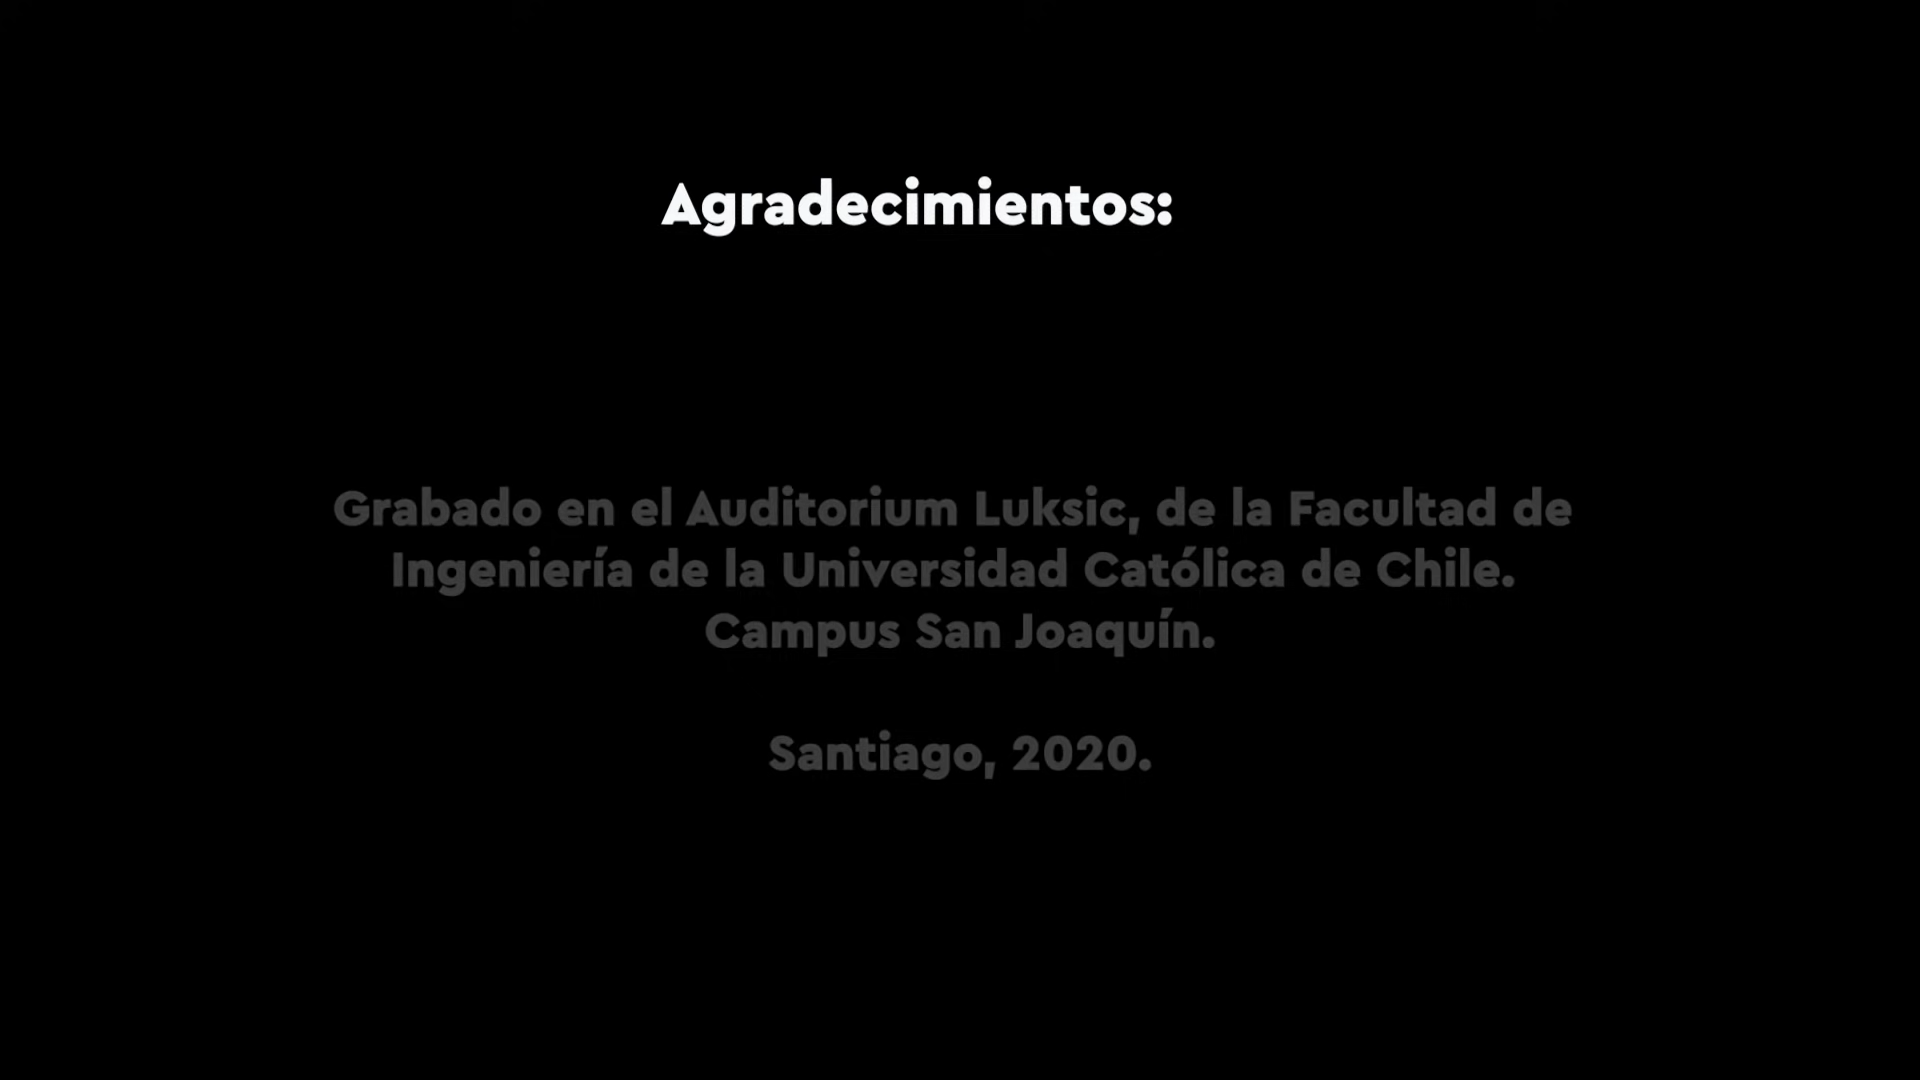 Agradecimientos:
Grabado en el Auditorium Luksic, de la Facultad de
Ingeniería de la Universidad Católica de Chile.
Campus San Joaquín.
Santiago, 2020.